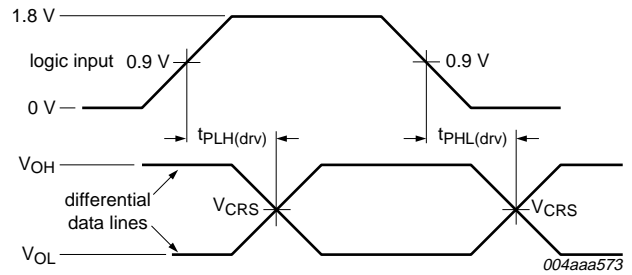 1.8 V
logic input 0.9 V
0.9 V
0 V
tPLH(drv)
tPHL(drv)
VOH
differential
data lines
VCRS
VCRS
VOL
004aaa573